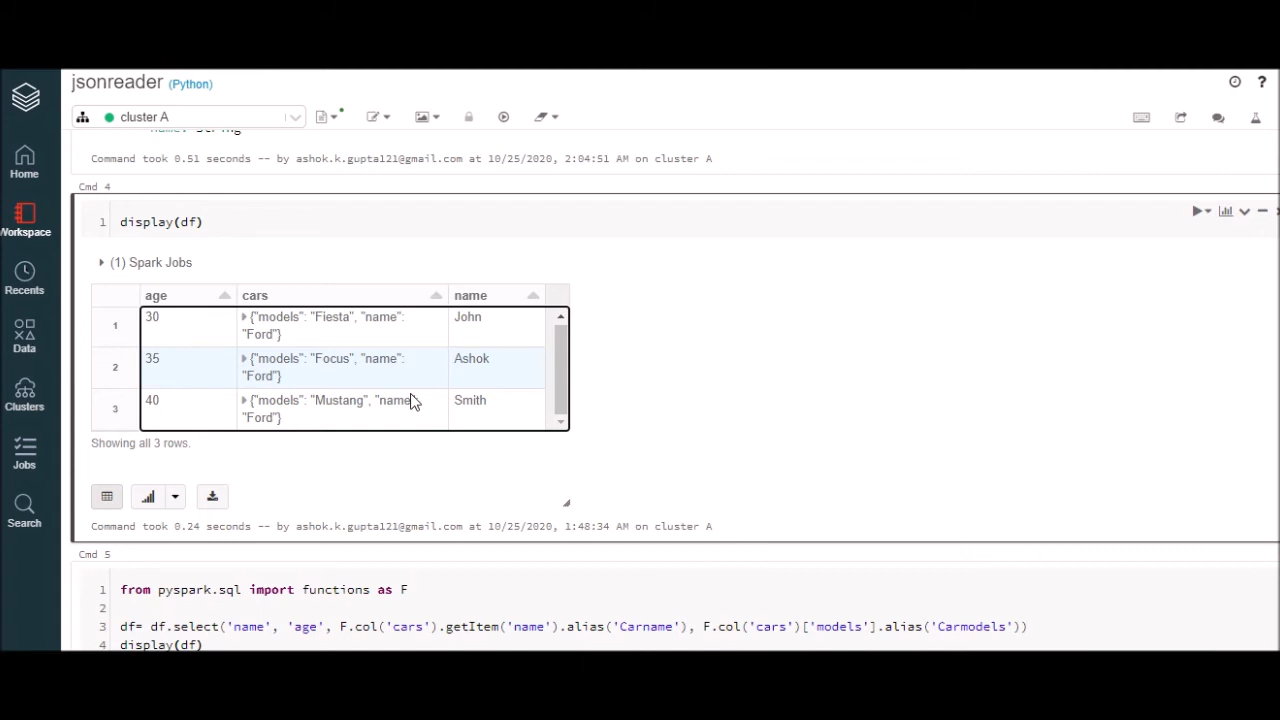 jsonreader (Python)
cluster A
name: string
Command took 0.51 seconds -- by ashok.k.gupta121@gmail.com at 10/25/2020, 2:04:51 AM on cluster A
Cmd 4
1 display(df)
(1) Spark Jobs
age cars name
1 30 {"models": "Fiesta", "name": "Ford"} John
2 35 {"models": "Focus", "name": "Ford"} Ashok
3 40 {"models": "Mustang", "name "Ford"} Smith
Showing all 3 rows.
Command took 0.24 seconds -- by ashok.k.gupta121@gmail.com at 10/25/2020, 1:48:34 AM on cluster A
Cmd 5
1 from pyspark.sql import functions as F
2
3 df= df.select('name', 'age', F.col('cars').getItem('name').alias('Carname'), F.col('cars')['models'].alias('Carmodels'))
4 display(df)
Home
Workspace
Recents
Data
Clusters
Jobs
Search